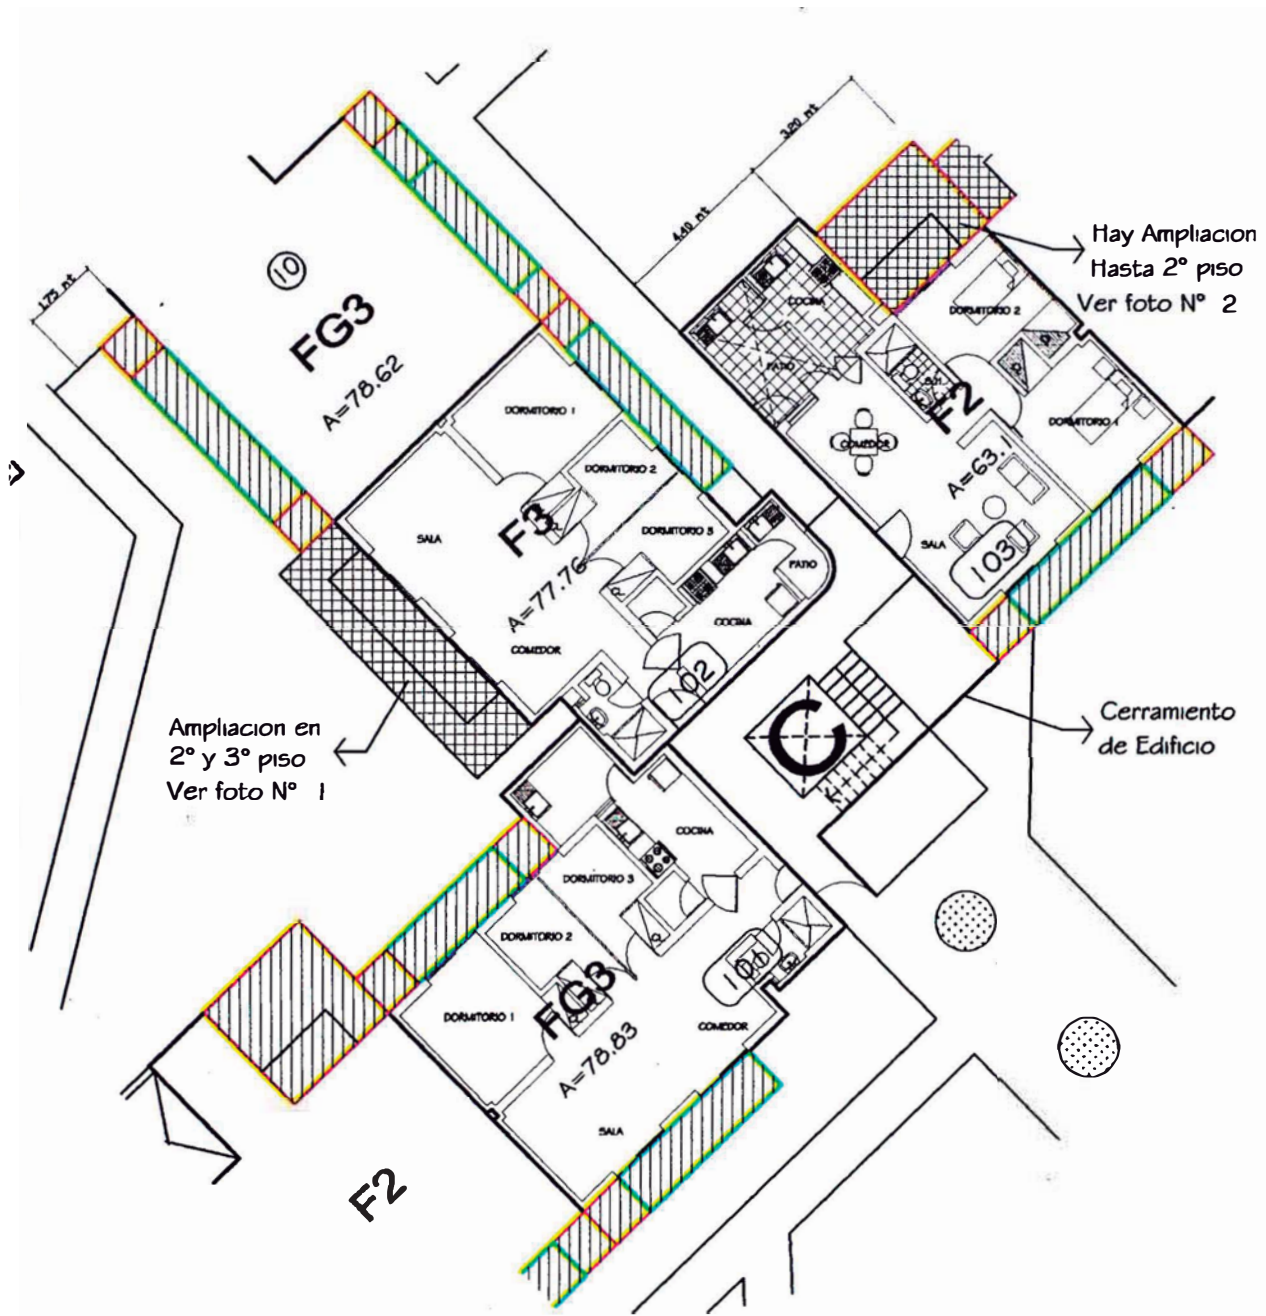 3.20 mt
4.40 mt
1.75 mt
10
FG3
A=78.62
Hay Ampliacion
Hasta 2° piso
Ver foto N° 2
COCINA
PATIO
DORMITORIO 2
S.H.
F2
DORMITORIO 1
COMEDOR
A=63.
SALA
103
DORMITORIO 1
DORMITORIO 2
F3
DORMITORIO 3
SALA
A=77.76
PATIO
COCINA
COMEDOR
102
Ampliacion en
2° y 3° piso
Ver foto N° 1
C
Cerramiento
de Edificio
COCINA
DORMITORIO 3
DORMITORIO 2
101
FG3
DORMITORIO 1
COMEDOR
A=78.83
SALA
F2